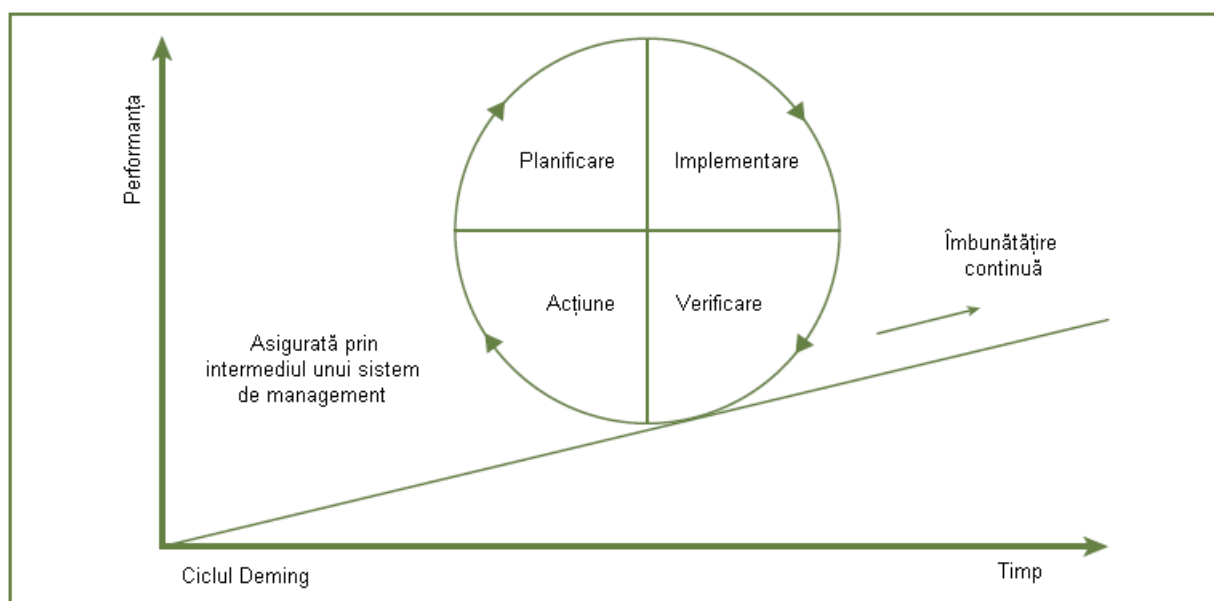 Performanța
Planificare
Implementare
Acțiune
Verificare
Îmbunătățire
continuă
Asigurată prin
intermediul unui sistem
de management
Ciclul Deming
Timp